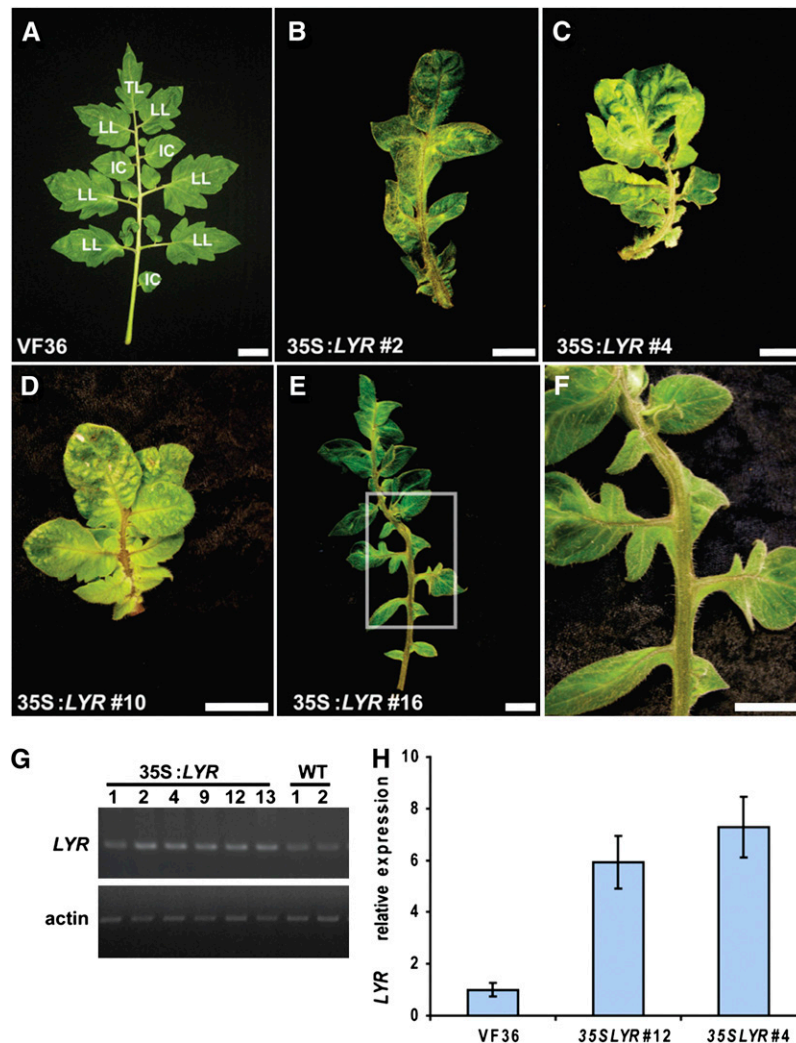 A
TL
LL
LL
IC
IC
LL
LL
LL
LL
IC
VF36
B
35S:LYR #2
C
35S:LYR #4
D
35S:LYR #10
E
35S:LYR #16
F
G
35S:LYR WT
1 2 4 9 12 13 1 2
LYR
actin
H
LYR relative expression
10
8
6
4
2
0
VF36 35SLYR#12 35SLYR#4